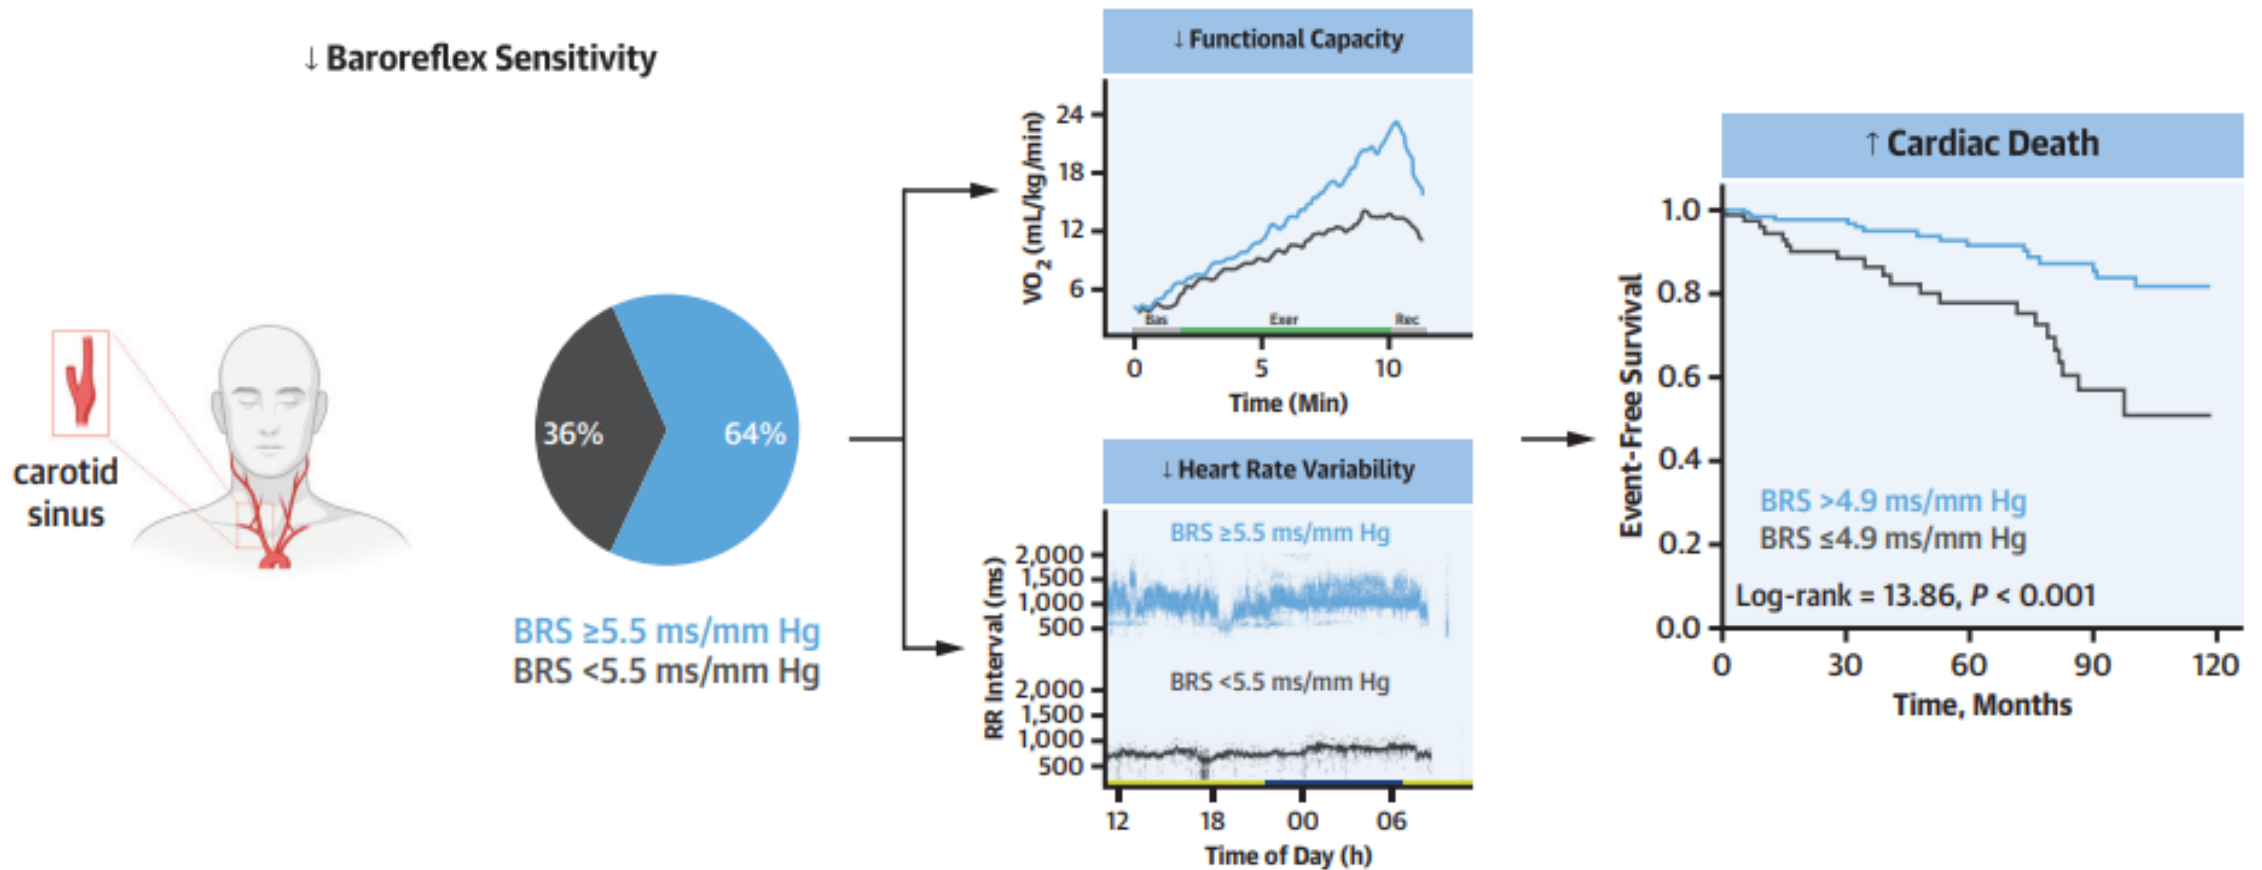 ↓ Baroreflex Sensitivity
carotid
sinus
36%
64%
BRS ≥5.5 ms/mm Hg
BRS <5.5 ms/mm Hg
↓ Functional Capacity
VO₂ (mL/kg/min)
24
18
12
6
Bas
Exer
Rec
0 5 10
Time (Min)
↓ Heart Rate Variability
RR Interval (ms)
BRS ≥5.5 ms/mm Hg
2,000
1,500
1,000
500
BRS <5.5 ms/mm Hg
2,000
1,500
1,000
500
12 18 00 06
Time of Day (h)
↑ Cardiac Death
Event-Free Survival
1.0
0.8
0.6
0.4
0.2
0.0
BRS >4.9 ms/mm Hg
BRS ≤4.9 ms/mm Hg
Log-rank = 13.86, P < 0.001
0 30 60 90 120
Time, Months